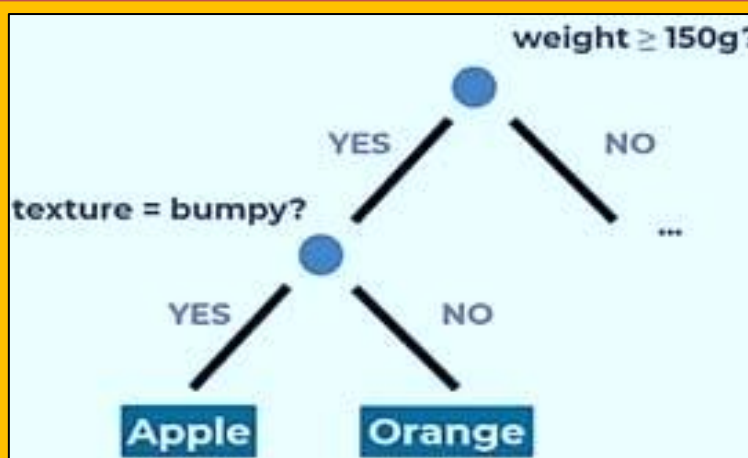 weight ≥ 150g?
YES
NO
texture = bumpy?
...
YES
NO
Apple
Orange